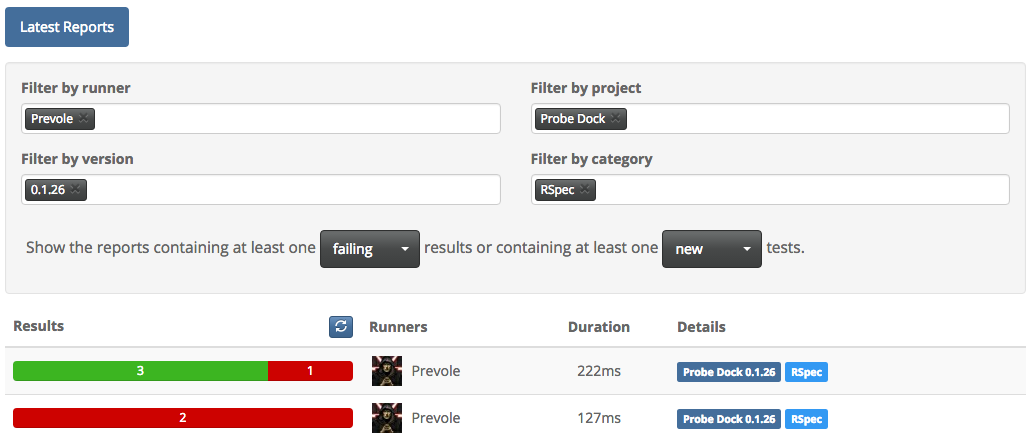 Latest Reports
Filter by runner Filter by project
Prevole × Probe Dock ×
Filter by version Filter by category
0.1.26 × RSpec ×
Show the reports containing at least one failing results or containing at least one new tests.
Results Runners Duration Details
3 1 Prevole 222ms Probe Dock 0.1.26 RSpec
2 Prevole 127ms Probe Dock 0.1.26 RSpec